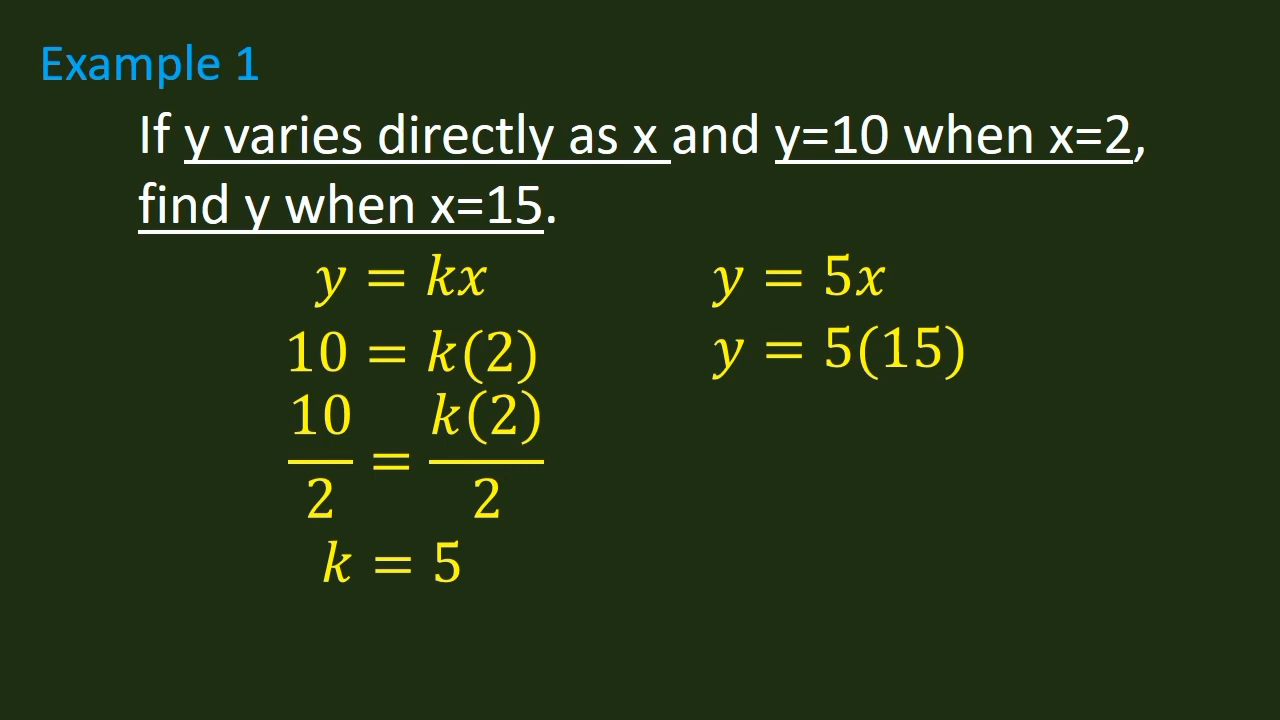 Example 1
If y varies directly as x and y=10 when x=2,
find y when x=15.
y = kx
10 = k(2)
10/2 = k(2)/2
k = 5
y = 5x
y = 5(15)